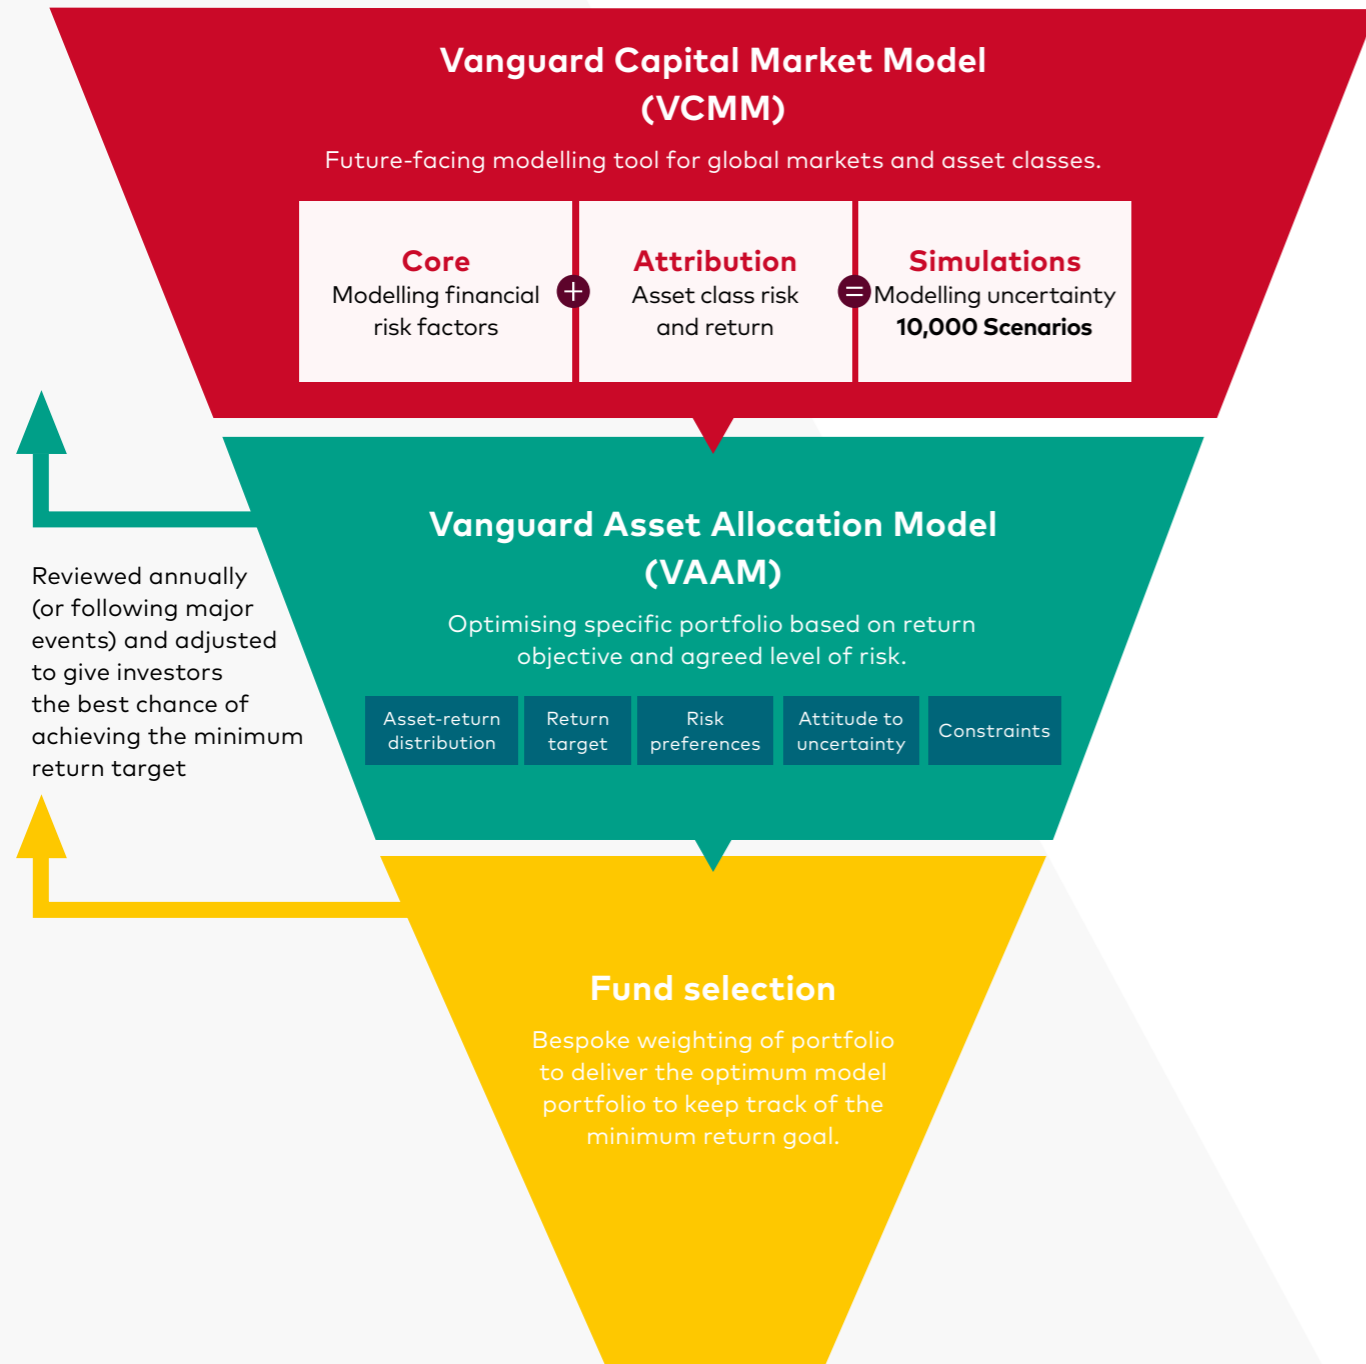 Vanguard Capital Market Model
(VCMM)
Future-facing modelling tool for global markets and asset classes.
Core
Modelling financial
risk factors
+
Attribution
Asset class risk
and return
=
Simulations
Modelling uncertainty
10,000 Scenarios
Vanguard Asset Allocation Model
(VAAM)
Optimising specific portfolio based on return
objective and agreed level of risk.
Asset-return
distribution
Return
target
Risk
preferences
Attitude to
uncertainty
Constraints
Reviewed annually
(or following major
events) and adjusted
to give investors
the best chance of
achieving the minimum
return target
Fund selection
Bespoke weighting of portfolio
to deliver the optimum model
portfolio to keep track of the
minimum return goal.